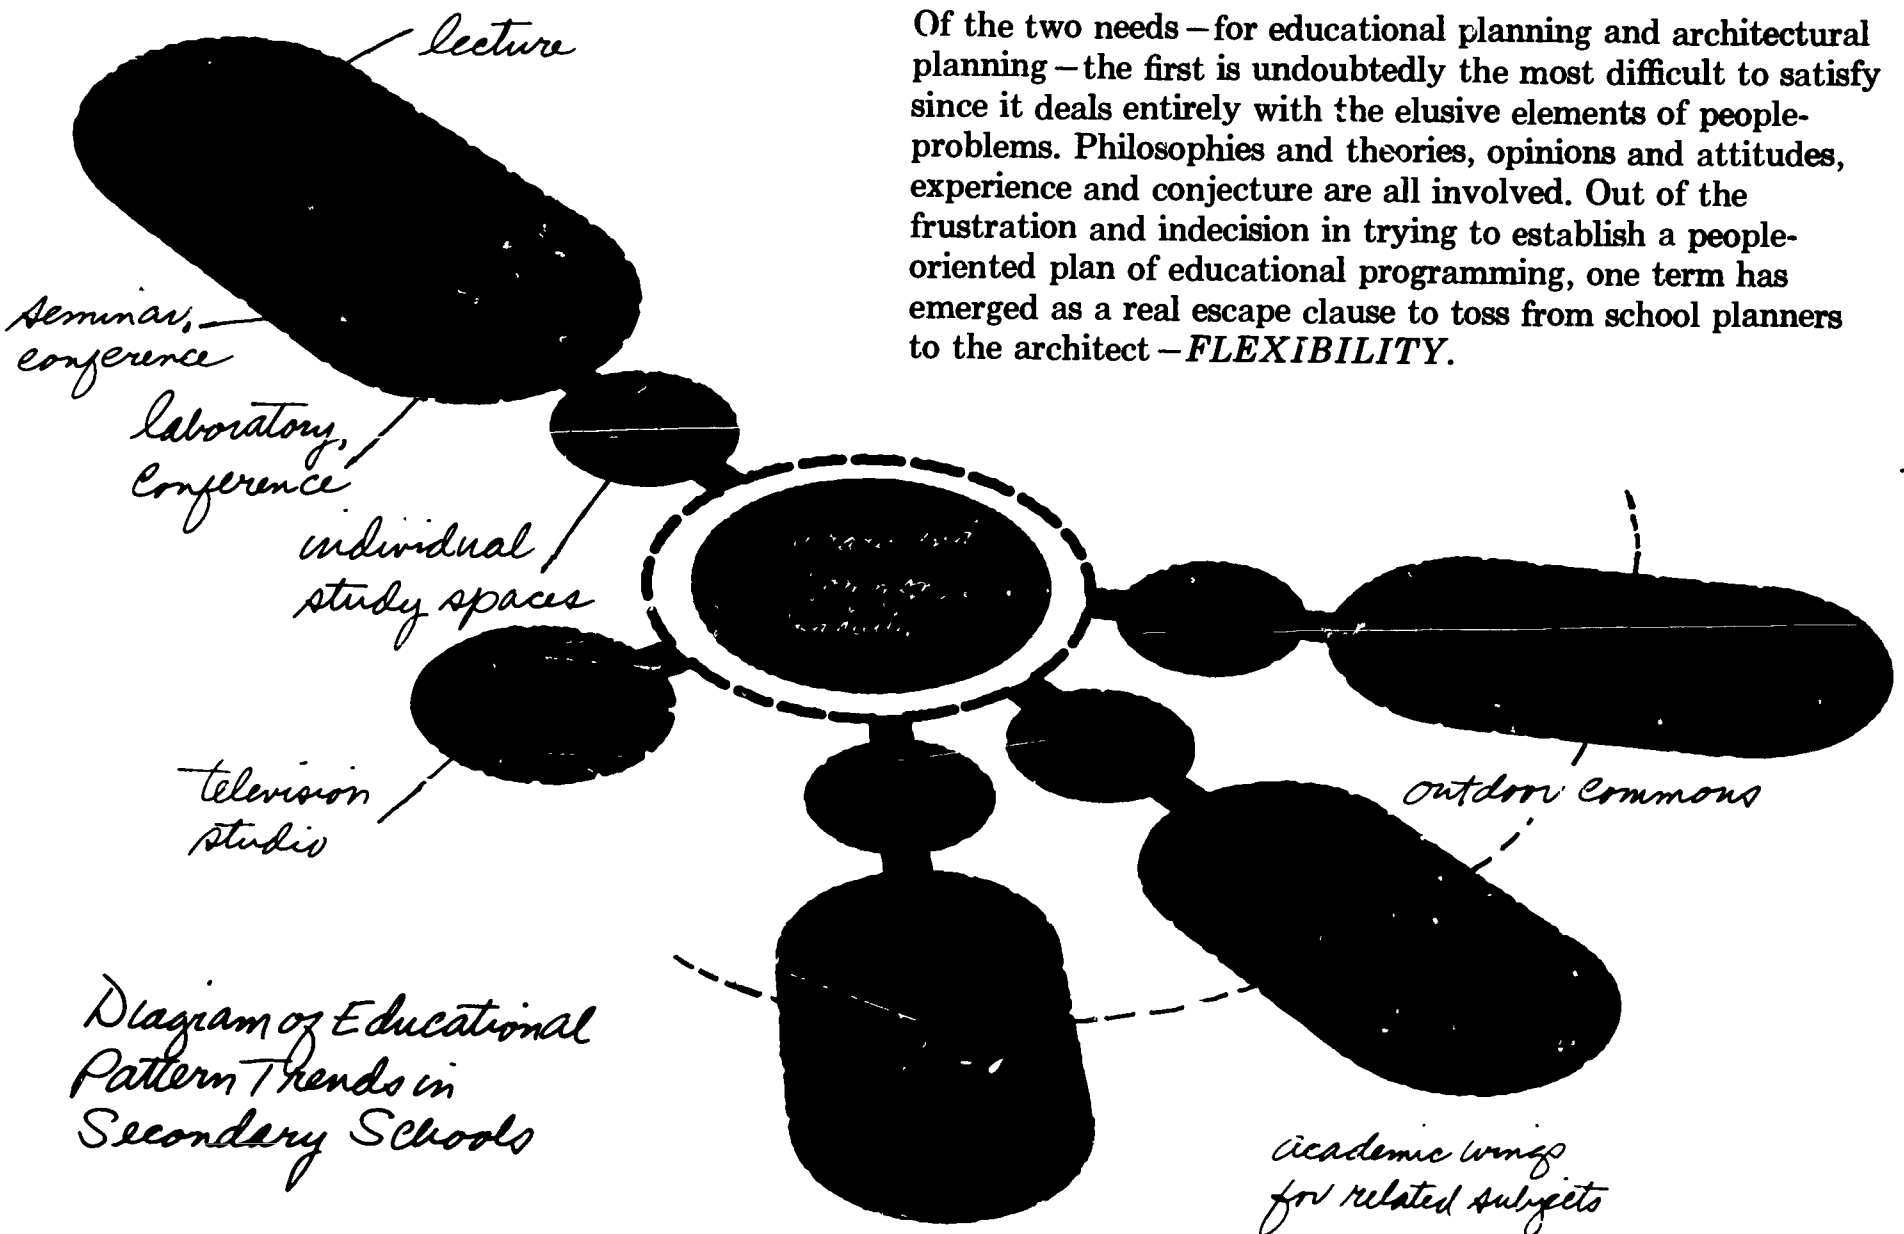 lecture
Of the two needs – for educational planning and architectural
planning – the first is undoubtedly the most difficult to satisfy
since it deals entirely with the elusive elements of people-
problems. Philosophies and theories, opinions and attitudes,
experience and conjecture are all involved. Out of the
frustration and indecision in trying to establish a people-
oriented plan of educational programming, one term has
emerged as a real escape clause to toss from school planners
to the architect – FLEXIBILITY.
seminar,
conference
laboratory,
conference
individual
study spaces
television
studio
outdoor commons
Diagram of Educational
Pattern Trends in
Secondary Schools
academic wings
for related subjects